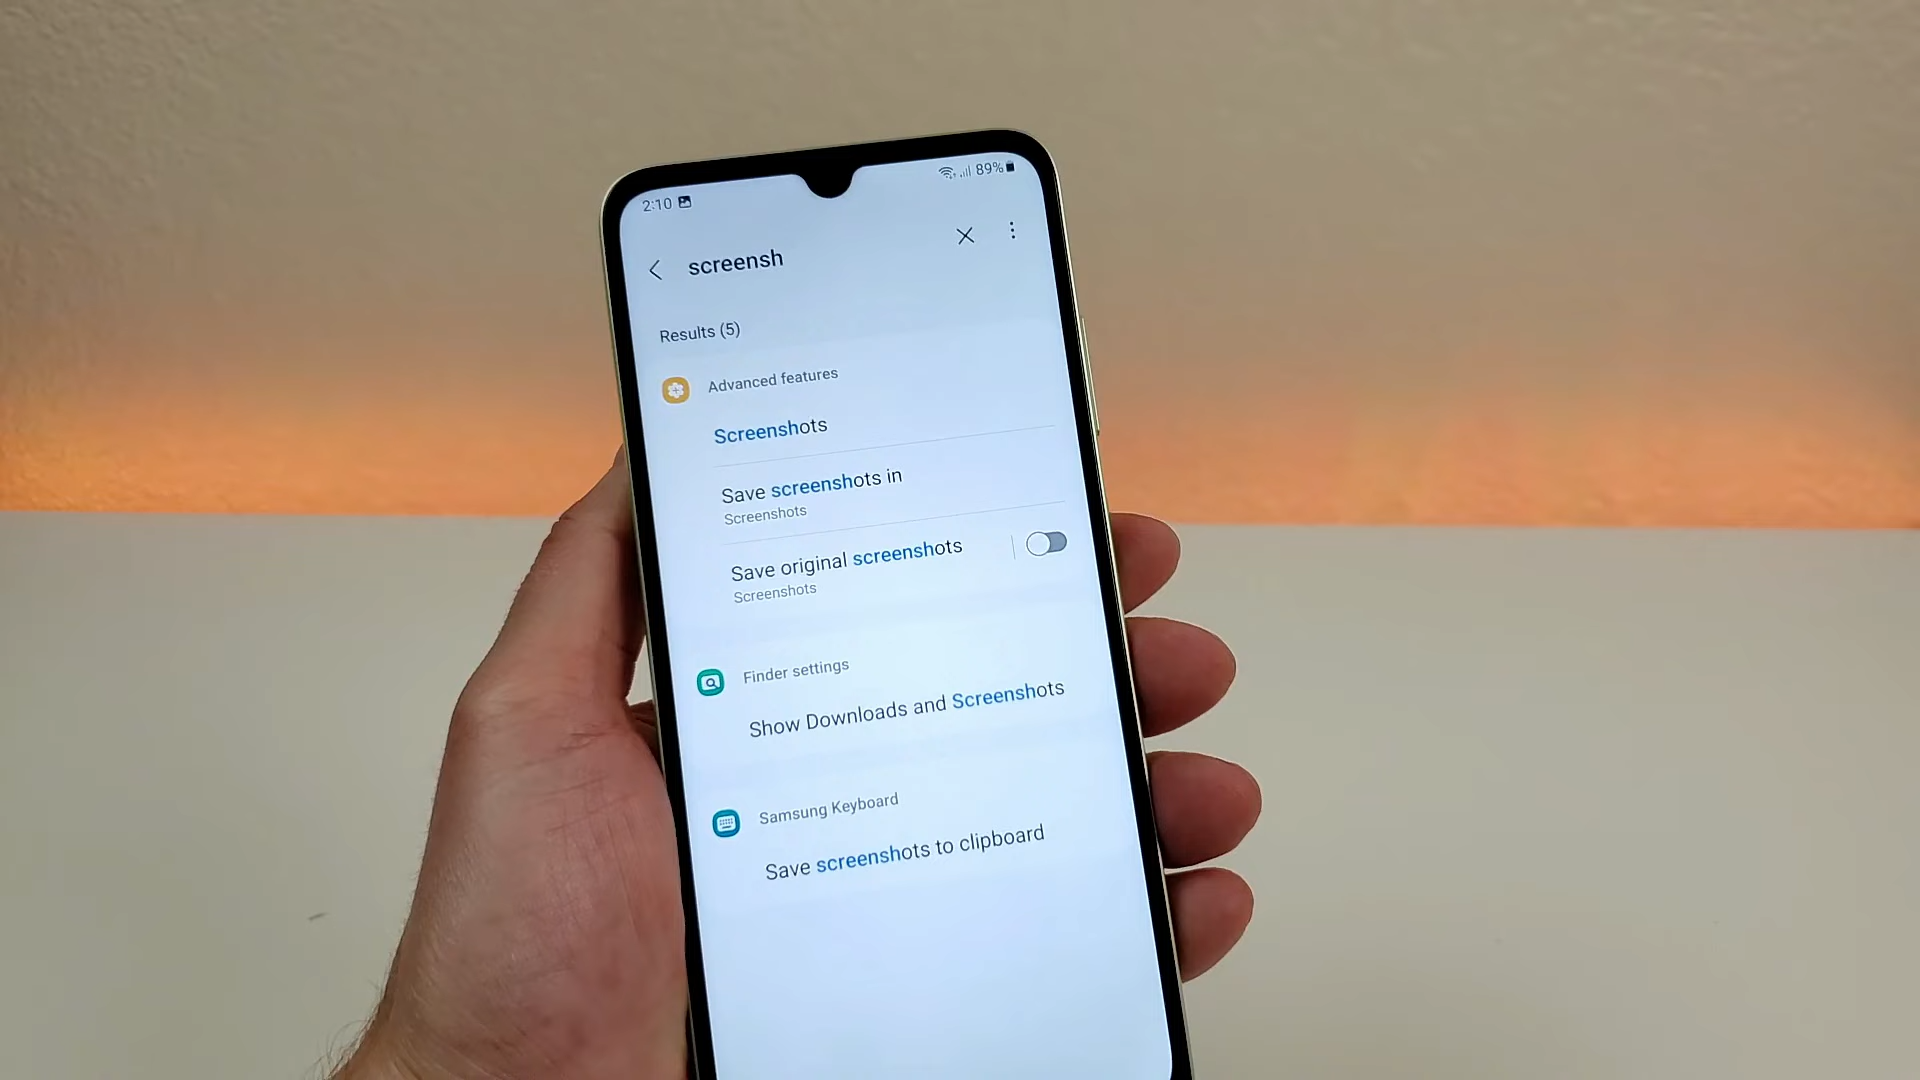 2:10 89%
screensh
Results (5)
Advanced features
Screenshots
Save screenshots in
Screenshots
Save original screenshots
Screenshots
Finder settings
Show Downloads and Screenshots
Samsung Keyboard
Save screenshots to clipboard